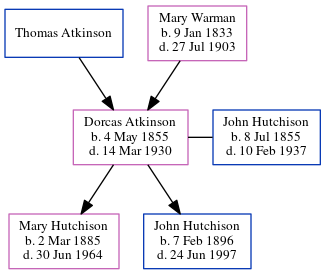 Thomas Atkinson
Mary Warman
b. 9 Jan 1833
d. 27 Jul 1903
Dorcas Atkinson
b. 4 May 1855
d. 14 Mar 1930
John Hutchison
b. 8 Jul 1855
d. 10 Feb 1937
Mary Hutchison
b. 2 Mar 1885
d. 30 Jun 1964
John Hutchison
b. 7 Feb 1896
d. 24 Jun 1997